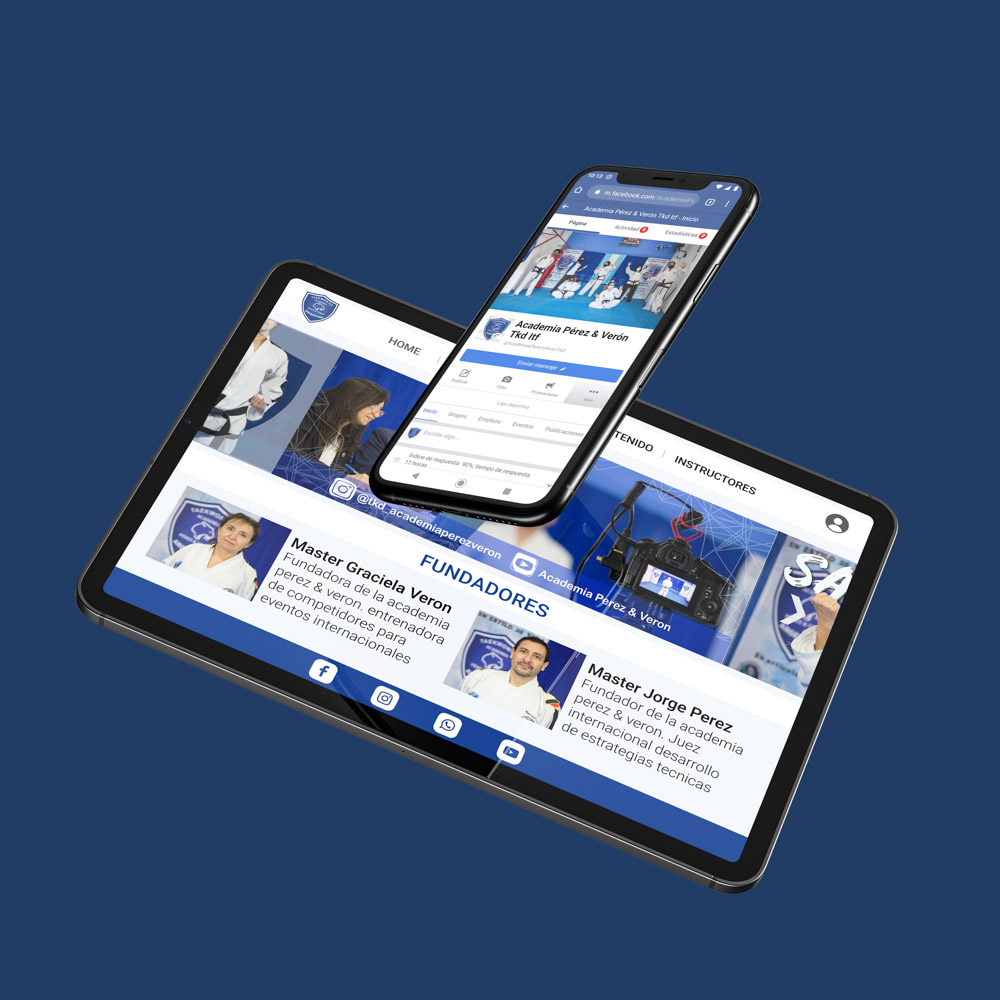 10:13
m.facebook.com/AcademiaPe
Academia Pérez & Verón Tkd Itf - Inicio
Página
Actividad
Estadísticas
Academia Pérez & Verón
Tkd Itf
@AcademiaPerezVeronTKD
Enviar mensaje
Publicar
Foto
Promocionar
Más
Liga deportiva
Inicio
Grupos
Empleos
Eventos
Publicaciones
Escribe algo...
Índice de respuesta: 90%, tiempo de respuesta:
12 horas
HOME
TENIDO | INSTRUCTORES
@tkd_academiaperezveron
Academia Perez & Veron
SA
Y
FUNDADORES
TAEKWON
Master Graciela Veron
Fundadora de la academia
perez & veron. entrenadora
de competidores para
eventos internacionales
Master Jorge Perez
Fundador de la academia
perez & veron. Juez
internacional desarrollo
de estrategias tecnicas